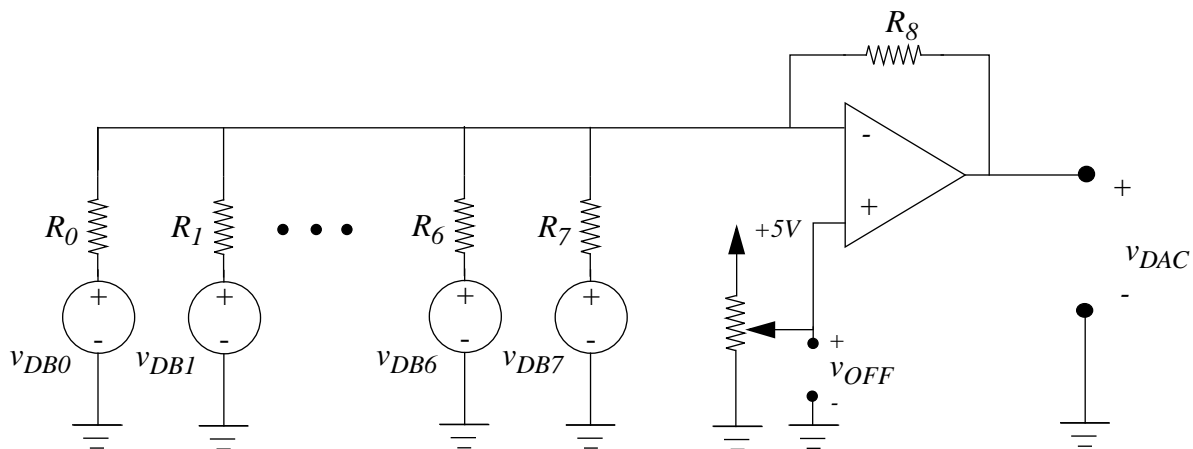 R8
-
+
R0
R1
R6
R7
+5V
+
vDAC
-
+
-
vDB0
+
-
vDB1
+
-
vDB6
+
-
vDB7
+
vOFF
-